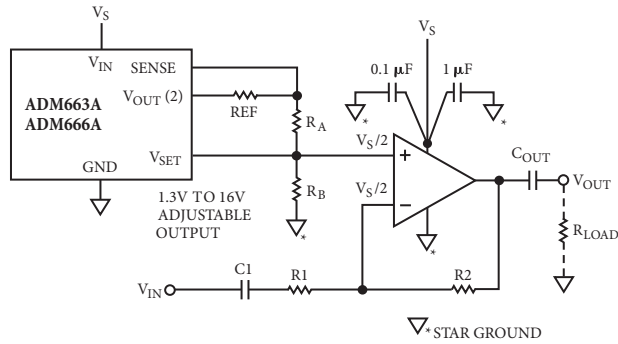 VS
VS
VIN
SENSE
0.1 µF
1 µF
ADM663A
VOUT (2)
REF
*
*
ADM666A
RA
VS/2
COUT
VSET
+
GND
VS/2
VOUT
RB
1.3V TO 16V
ADJUSTABLE
OUTPUT
–
*
*
RLOAD
C1
R1
R2
VIN
* STAR GROUND